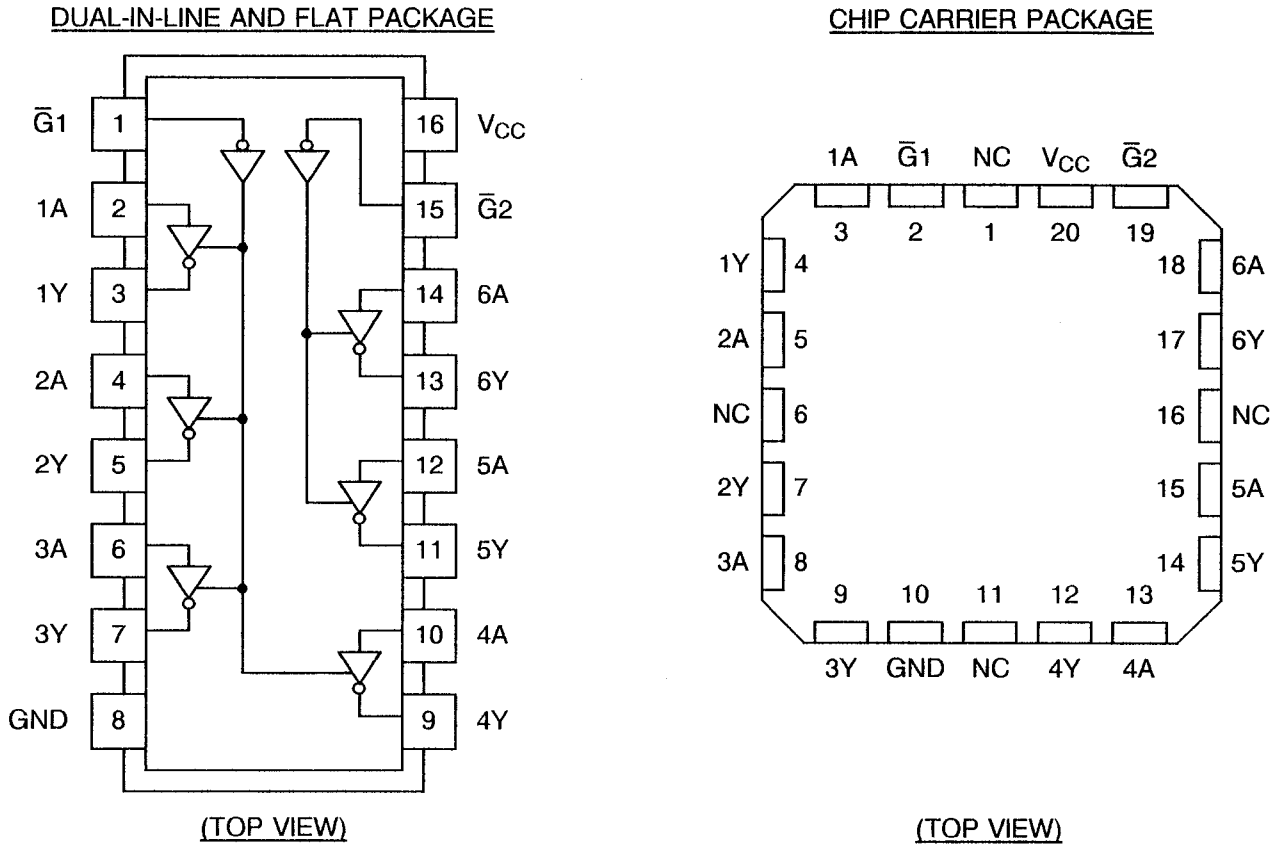 DUAL-IN-LINE AND FLAT PACKAGE
G̅1 1 16 VCC
1A 2 15 G̅2
1Y 3 14 6A
2A 4 13 6Y
2Y 5 12 5A
3A 6 11 5Y
3Y 7 10 4A
GND 8 9 4Y
(TOP VIEW)
CHIP CARRIER PACKAGE
1A G̅1 NC VCC G̅2
3 2 1 20 19
1Y 4 18 6A
2A 5 17 6Y
NC 6 16 NC
2Y 7 15 5A
3A 8 14 5Y
9 10 11 12 13
3Y GND NC 4Y 4A
(TOP VIEW)